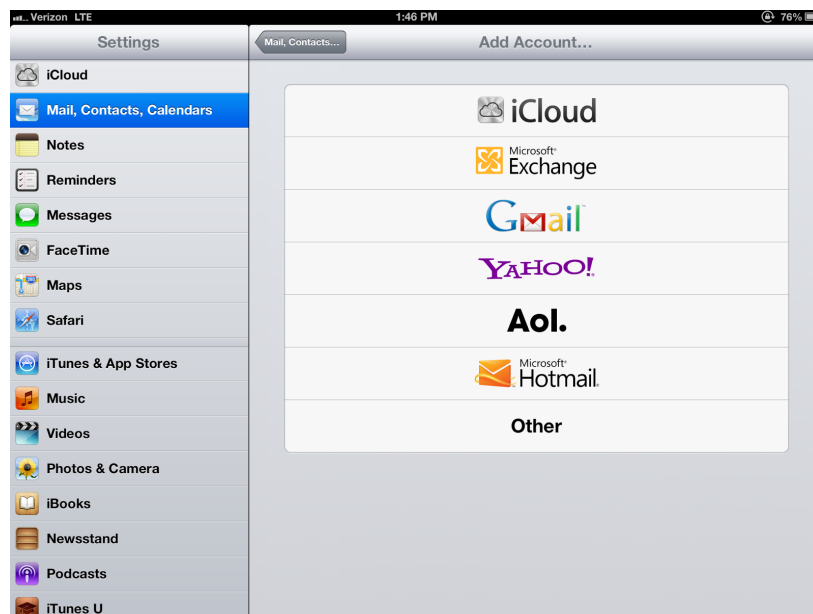 Verizon LTE
1:46 PM
76%
Settings
Mail, Contacts...
Add Account...
iCloud
Mail, Contacts, Calendars
Notes
Reminders
Messages
FaceTime
Maps
Safari
iTunes & App Stores
Music
Videos
Photos & Camera
iBooks
Newsstand
Podcasts
iTunes U
iCloud
Microsoft®
Exchange
Gmail™
YAHOO!
Aol.
Microsoft®
Hotmail
Other